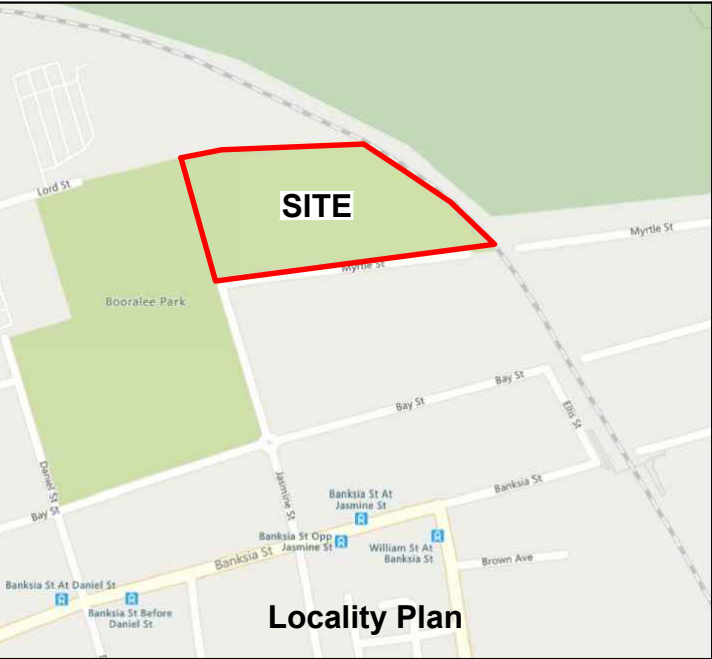 Lord St
SITE
Myrtle St
Myrtle St
Booralee Park
Bay St
Bay St
Ellis St
Daniel St
Jasmine St
Bay St
Banksia St
Banksia St At
Jasmine St
Banksia St Opp
Jasmine St
William St At
Banksia St
Banksia St
Brown Ave
Banksia St At Daniel St
Banksia St Before
Daniel St
Locality Plan